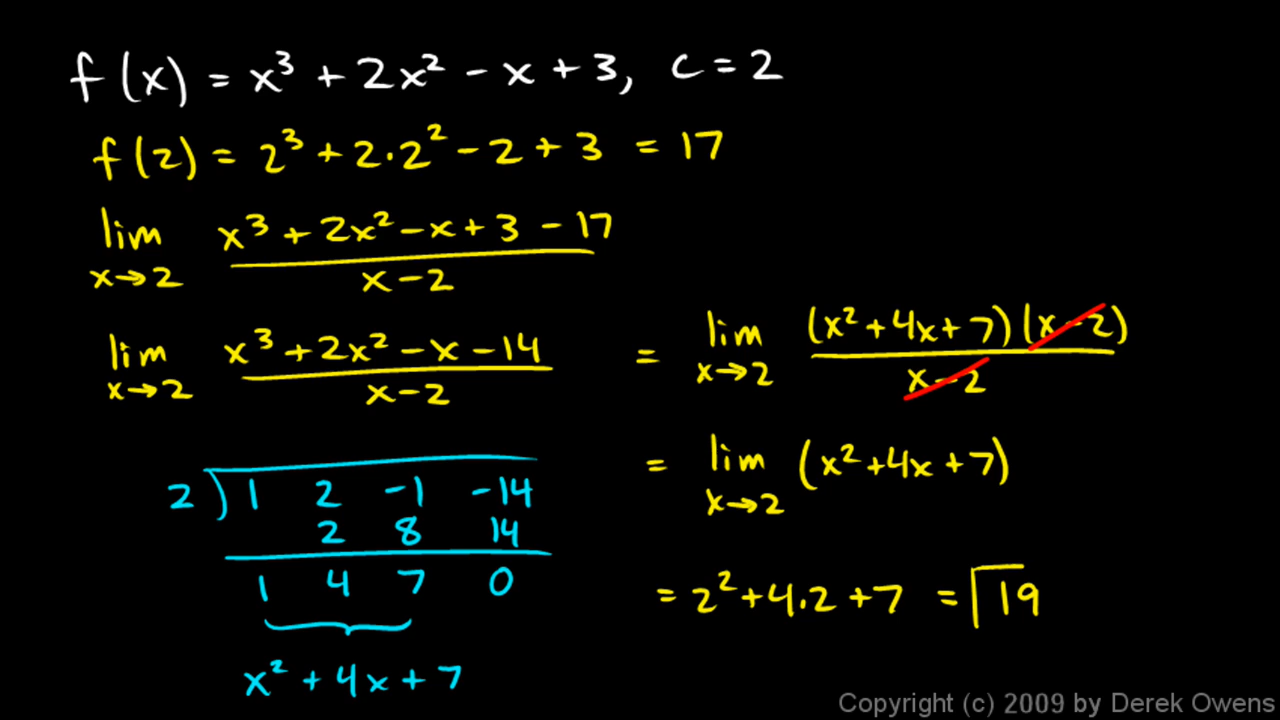 f(x) = x³ + 2x² - x + 3, c = 2
f(2) = 2³ + 2·2² - 2 + 3 = 17
lim x→2 (x³ + 2x² - x + 3 - 17)/(x - 2)
lim x→2 (x³ + 2x² - x - 14)/(x - 2) = lim x→2 (x² + 4x + 7)(x - 2)/(x - 2)
= lim x→2 (x² + 4x + 7)
2 ) 1 2 -1 -14
2 8 14
1 4 7 0
x² + 4x + 7
= 2² + 4·2 + 7 = 19
Copyright (c) 2009 by Derek Owens